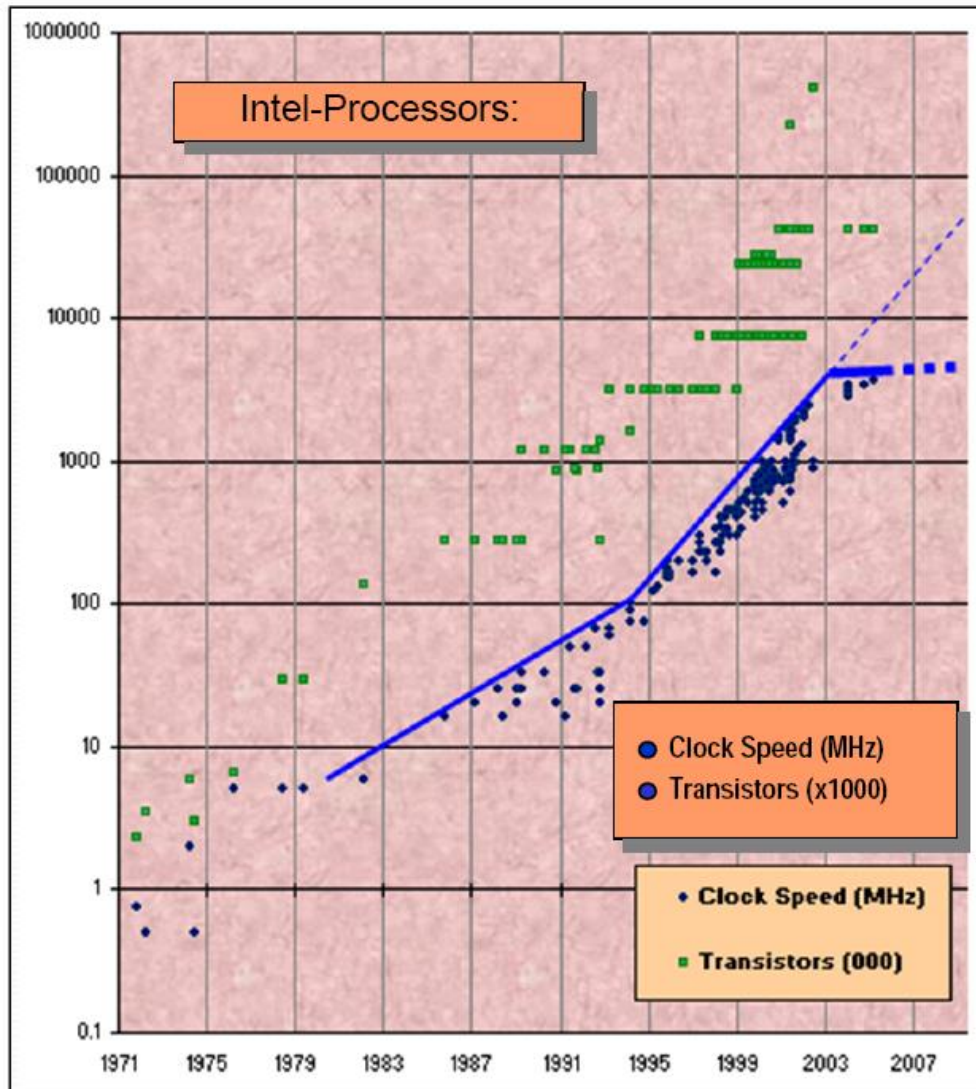 1000000
100000
10000
1000
100
10
1
0.1
1971 1975 1979 1983 1987 1991 1995 1999 2003 2007
Intel-Processors:
Clock Speed (MHz)
Transistors (x1000)
Clock Speed (MHz)
Transistors (000)